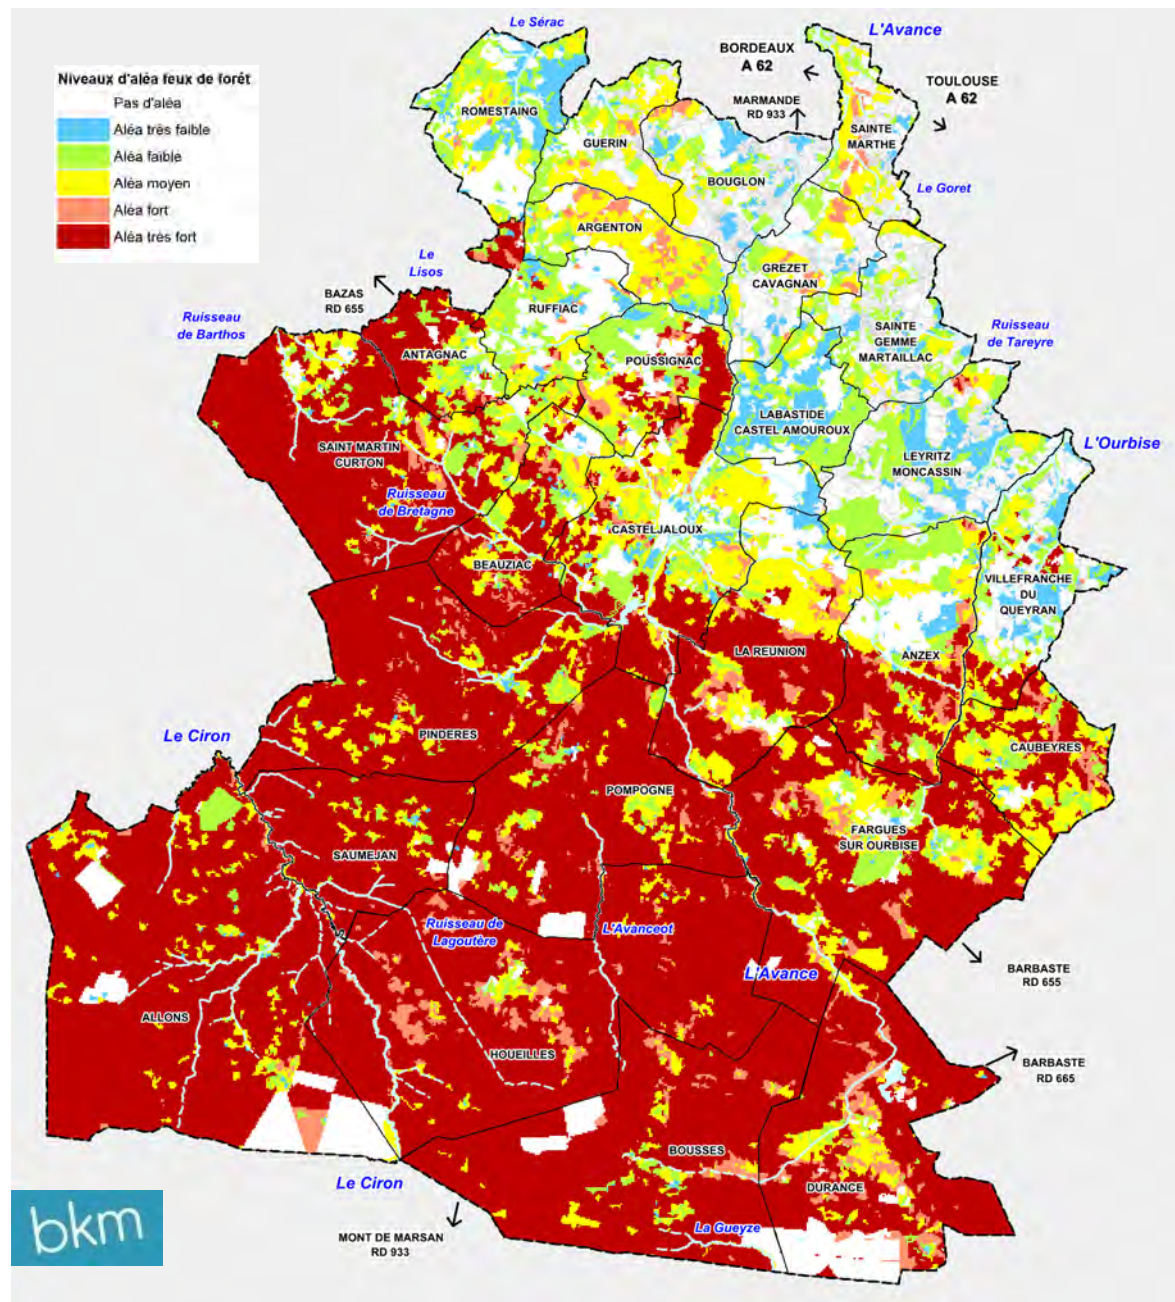 Le Sérac
L'Avance
BORDEAUX
A 62
TOULOUSE
A 62
Niveaux d'aléa feux de forêt
Pas d'aléa
Aléa très faible
Aléa faible
Aléa moyen
Aléa fort
Aléa très fort
MARMANDE
RD 933
ROMESTAING
GUERIN
SAINTE
MARTHE
BOUGLON
Le Goret
ARGENTON
Le
Lisos
GREZET
CAVAGNAN
BAZAS
RD 655
RUFFIAC
Ruisseau
de Barthos
SAINTE
GEMME
MARTAILLAC
Ruisseau
de Tareyre
ANTAGNAC
POUSSIGNAC
LABASTIDE
CASTEL AMOUROUX
SAINT MARTIN
CURTON
LEYRITZ
MONCASSIN
L'Ourbise
Ruisseau
de Bretagne
CASTELJALOUX
BEAUZIAC
VILLEFRANCHE
DU
QUEYRAN
LA REUNION
ANZEX
Le Ciron
PINDERES
CAUBEYRES
POMPOGNE
FARGUES
SUR OURBISE
SAUMEJAN
Ruisseau de
Lagoutère
L'Avanceot
L'Avance
BARBASTE
RD 655
ALLONS
HOUEILLES
BARBASTE
RD 665
BOUSSES
Le Ciron
DURANCE
bkm
MONT DE MARSAN
RD 933
La Gueyze